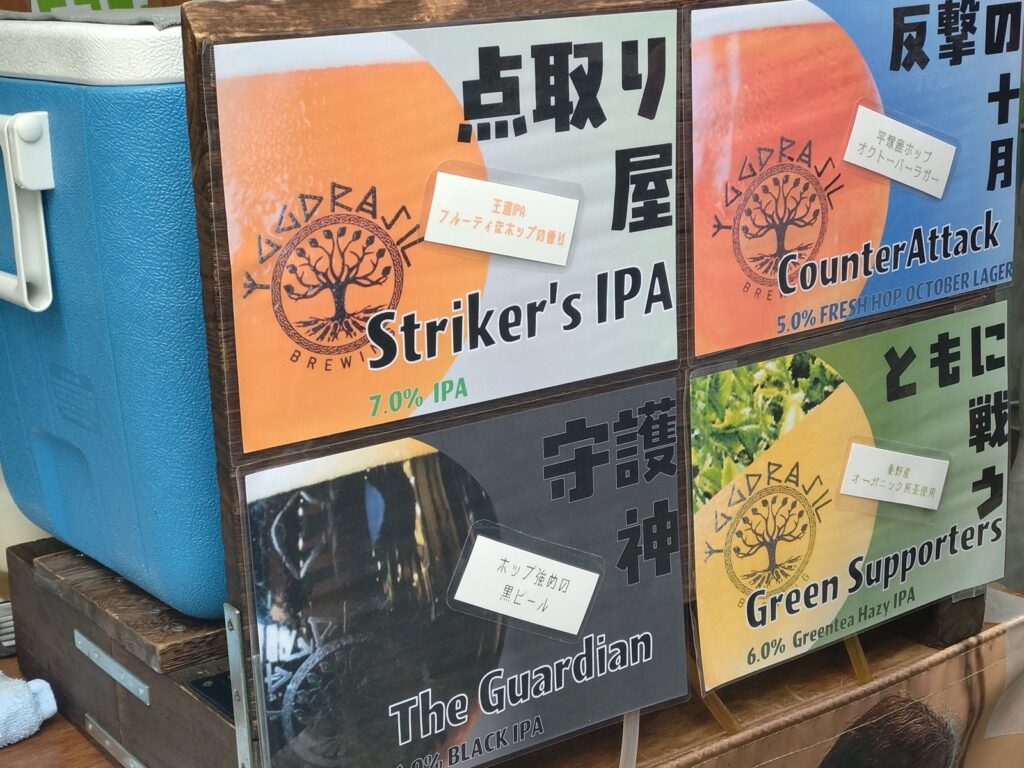 点取り
屋
王道IPA
フルーティなホップの香り
YGGDRASIL
BREWI
Striker's IPA
7.0% IPA
反撃の
十
月
平塚産ホップ
オクトーバーラガー
YGGDRASIL
BRE
CounterAttack
5.0% FRESH HOP OCTOBER LAGER
守護
神
ホップ強めの
黒ビール
The Guardian
BLACK IPA
ともに
戦
う
秦野産
オーガニック煎茶使用
YGGDRASIL
Green Supporters
6.0% Greentea Hazy IPA